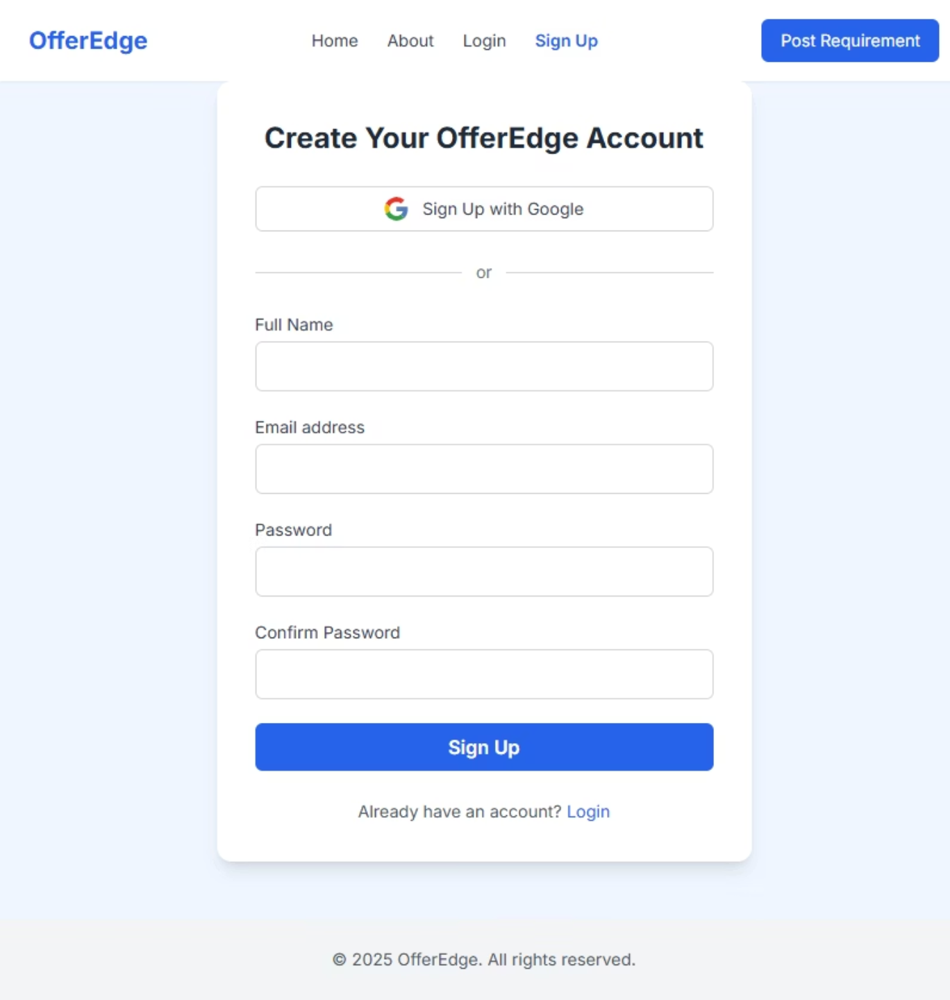 OfferEdge
Home About Login Sign Up
Post Requirement
Create Your OfferEdge Account
Sign Up with Google
or
Full Name
Email address
Password
Confirm Password
Sign Up
Already have an account? Login
© 2025 OfferEdge. All rights reserved.